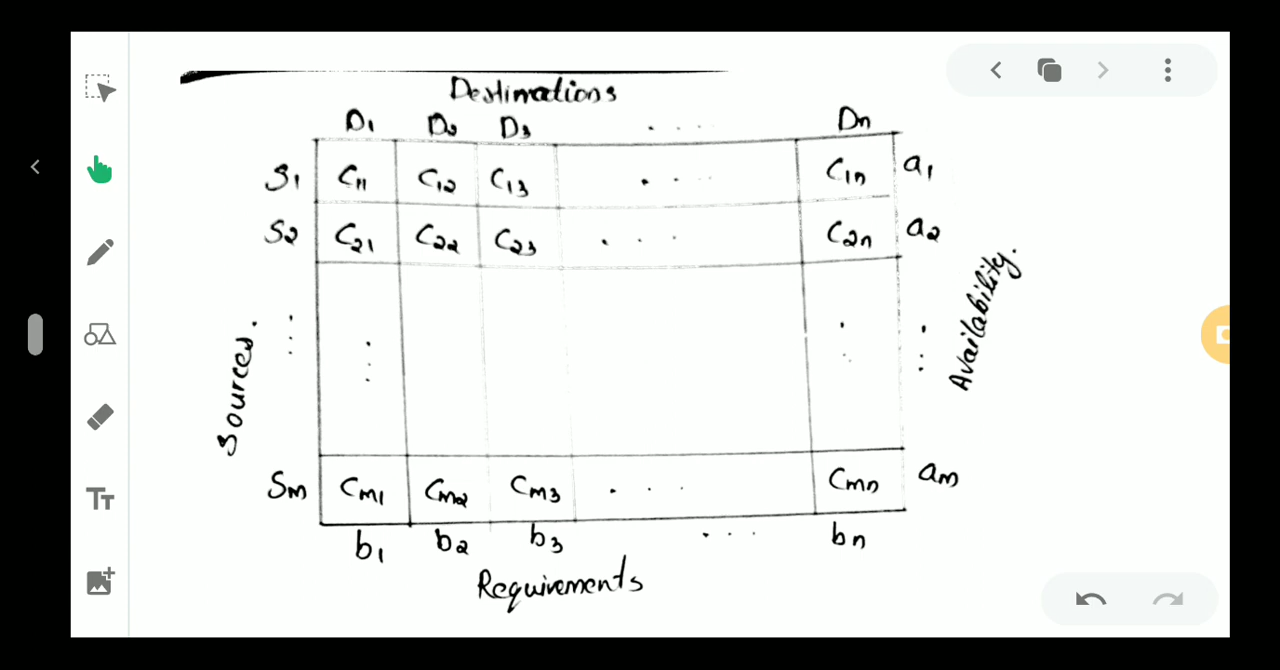 Destinations
D1 D2 D3 .... Dn
S1 C11 C12 C13 .... C1n a1
S2 C21 C22 C23 .... C2n a2
Sources.
Availability.
Sm Cm1 Cm2 Cm3 .... Cmn am
b1 b2 b3 .... bn
Requirements
TT